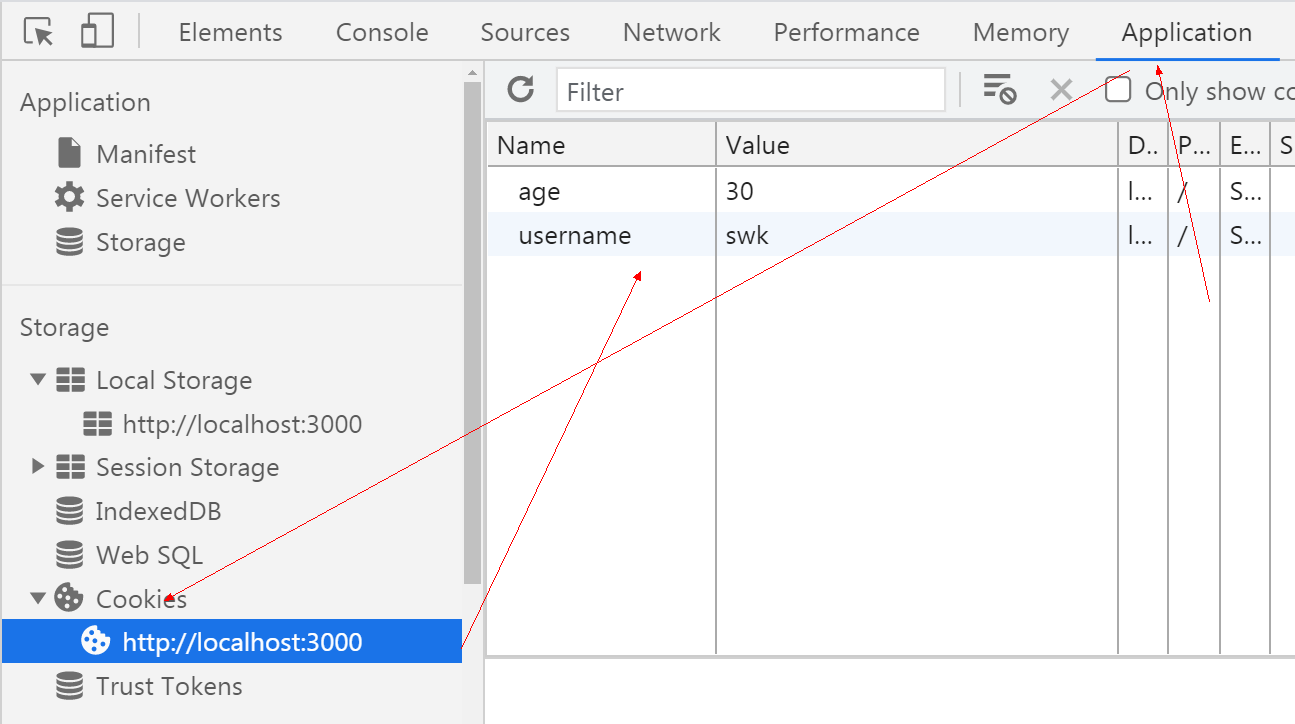 Elements Console Sources Network Performance Memory Application
Application
Manifest
Service Workers
Storage
Storage
Local Storage
http://localhost:3000
Session Storage
IndexedDB
Web SQL
Cookies
http://localhost:3000
Trust Tokens
Filter
Only show co
Name Value D.. P... E... S
age 30 l... / S...
username swk l... / S...